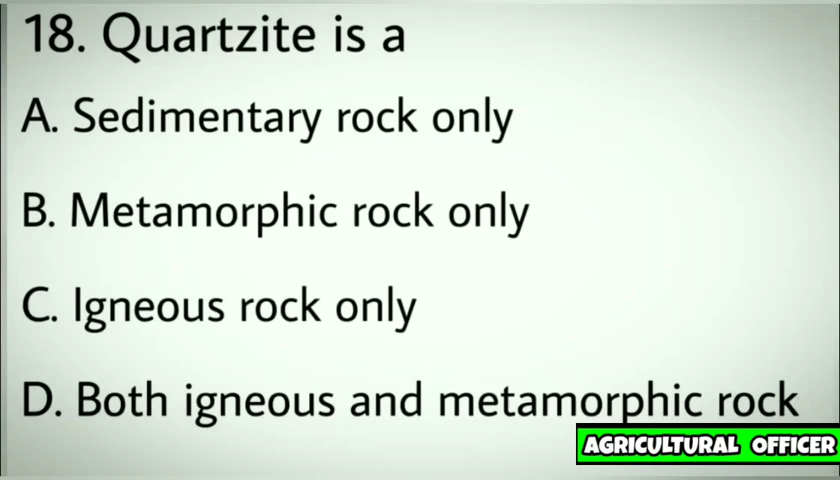 18. Quartzite is a
A. Sedimentary rock only
B. Metamorphic rock only
C. Igneous rock only
D. Both igneous and metamorphic rock
AGRICULTURAL OFFICER